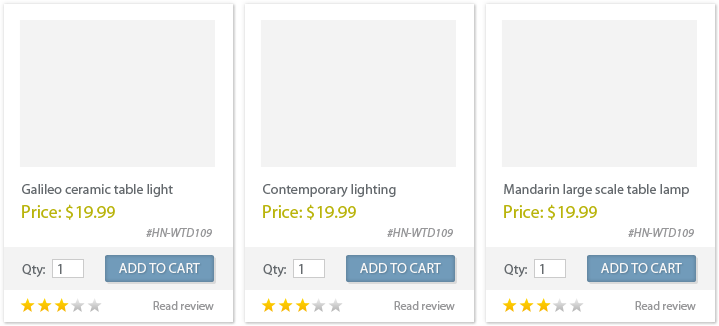 Galileo ceramic table light
Price: $19.99
#HN-WTD109
Qty: 1 ADD TO CART
Read review
Contemporary lighting
Price: $19.99
#HN-WTD109
Qty: 1 ADD TO CART
Read review
Mandarin large scale table lamp
Price: $19.99
#HN-WTD109
Qty: 1 ADD TO CART
Read review